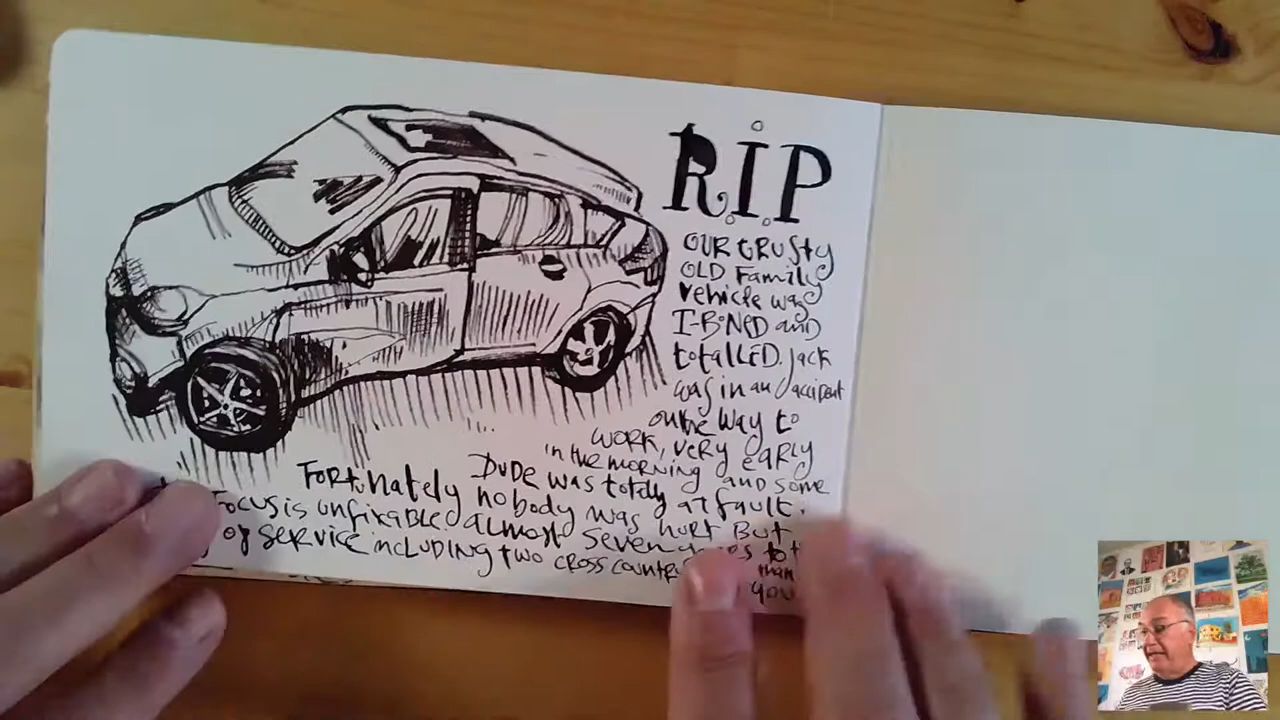 R.I.P
OUR CRUSTY
OLD Family
Vehicle was
T-BONED and
totalled. Jack
was in an accident
on the way to
WORK, very early
in the morning and some
Dude was totally at fault.
Fortunately nobody was hurt But
Focus is unfixable. almost seven
of service including two cross country
than
you